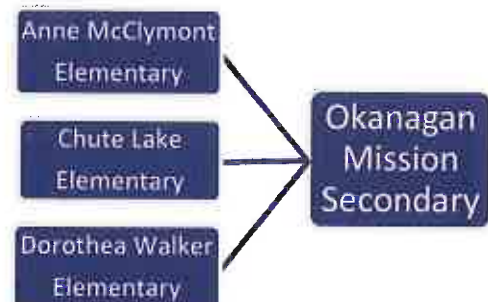 Anne McClymont
Elementary
Chute Lake
Elementary
Dorothea Walker
Elementary
Okanagan
Mission
Secondary